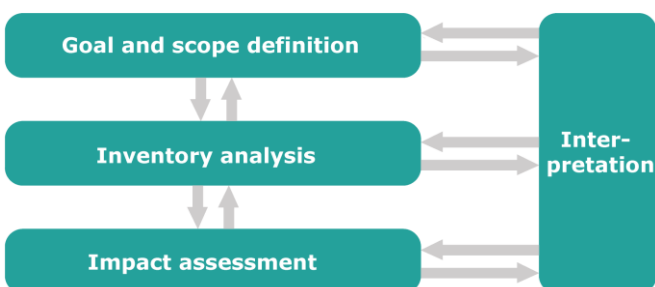 Goal and scope definition
Inventory analysis
Impact assessment
Inter-
pretation